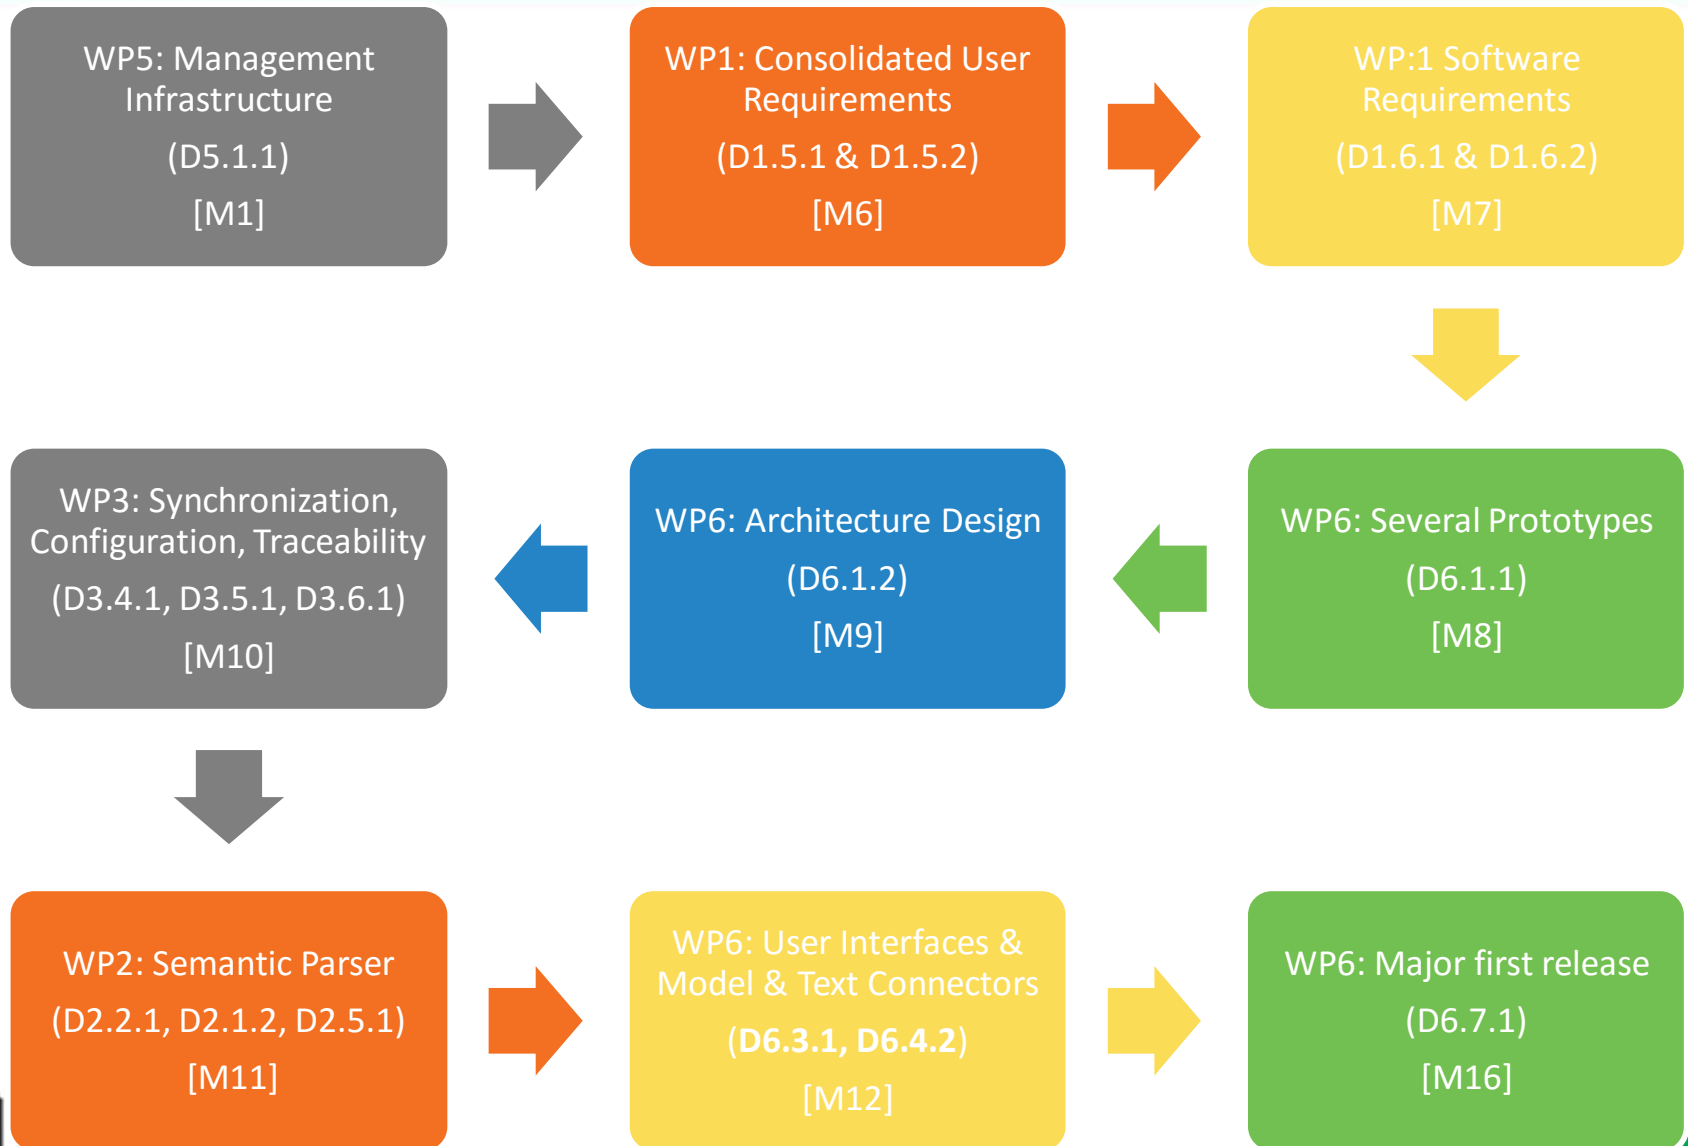 WP5: Management
Infrastructure
(D5.1.1)
[M1]
WP1: Consolidated User
Requirements
(D1.5.1 & D1.5.2)
[M6]
WP:1 Software
Requirements
(D1.6.1 & D1.6.2)
[M7]
WP6: Several Prototypes
(D6.1.1)
[M8]
WP6: Architecture Design
(D6.1.2)
[M9]
WP3: Synchronization,
Configuration, Traceability
(D3.4.1, D3.5.1, D3.6.1)
[M10]
WP2: Semantic Parser
(D2.2.1, D2.1.2, D2.5.1)
[M11]
WP6: User Interfaces &
Model & Text Connectors
(D6.3.1, D6.4.2)
[M12]
WP6: Major first release
(D6.7.1)
[M16]